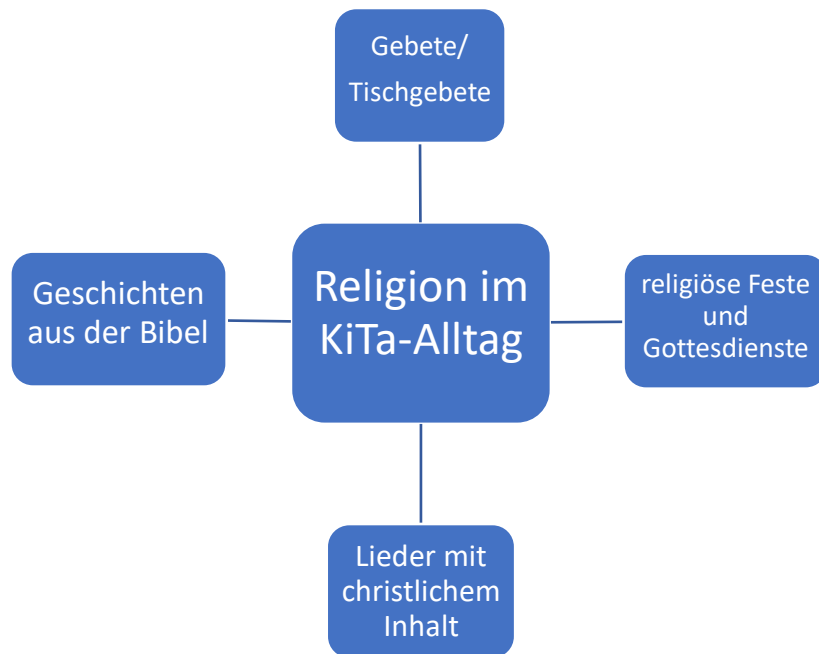 Gebete/
Tischgebete
Geschichten
aus der Bibel
Religion im
KiTa-Alltag
religiöse Feste
und
Gottesdienste
Lieder mit
christlichem
Inhalt